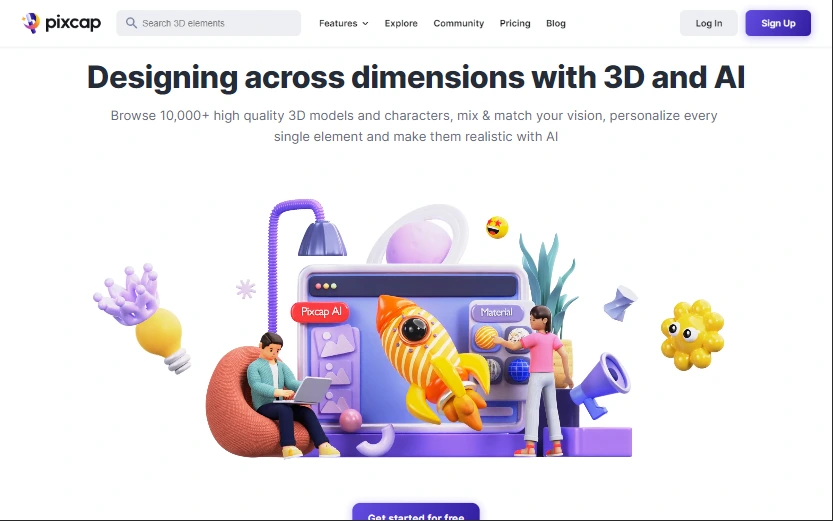 pixcap
Search 3D elements
Features
Explore
Community
Pricing
Blog
Log In
Sign Up
Designing across dimensions with 3D and AI
Browse 10,000+ high quality 3D models and characters, mix & match your vision, personalize every
single element and make them realistic with AI
Pixcap AI
Material
Get started for free